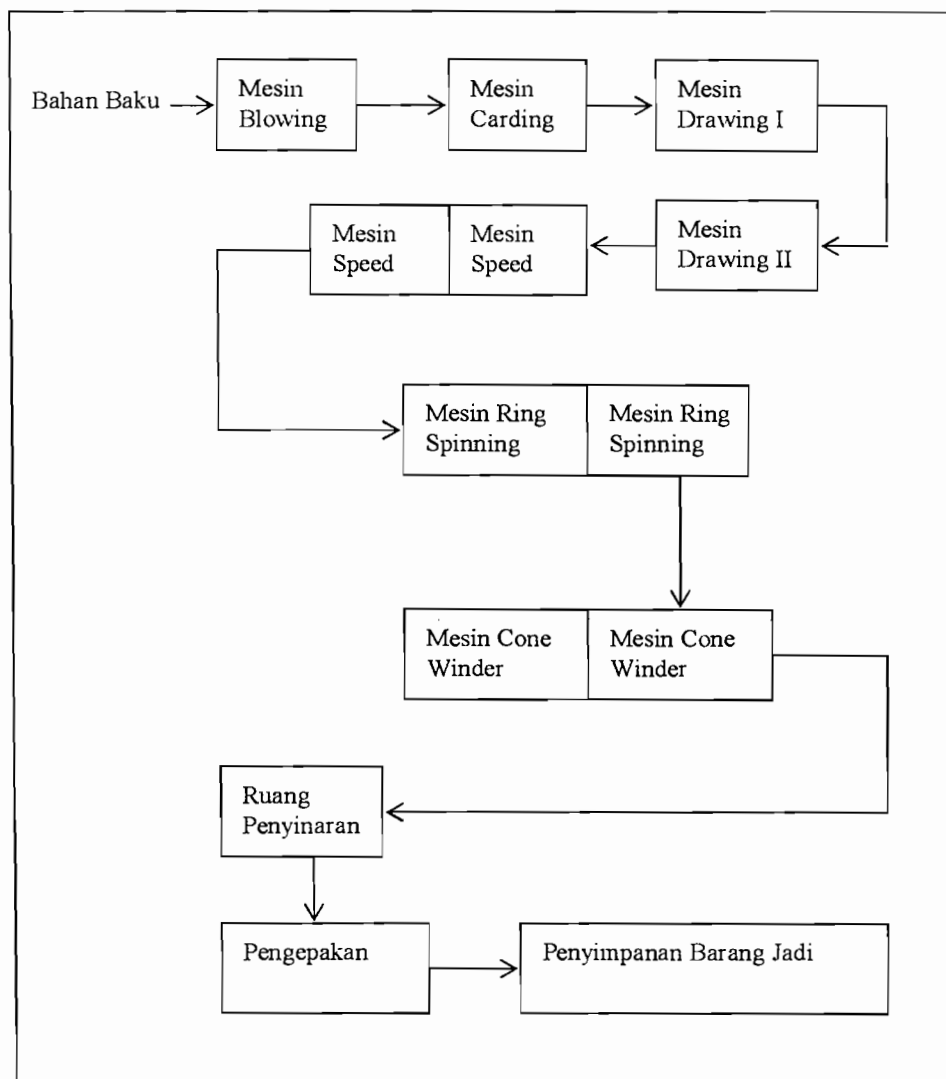 Bahan Baku
Mesin
Blowing
Mesin
Carding
Mesin
Drawing I
Mesin
Speed
Mesin
Speed
Mesin
Drawing II
Mesin Ring
Spinning
Mesin Ring
Spinning
Mesin Cone
Winder
Mesin Cone
Winder
Ruang
Penyinaran
Pengepakan
Penyimpanan Barang Jadi